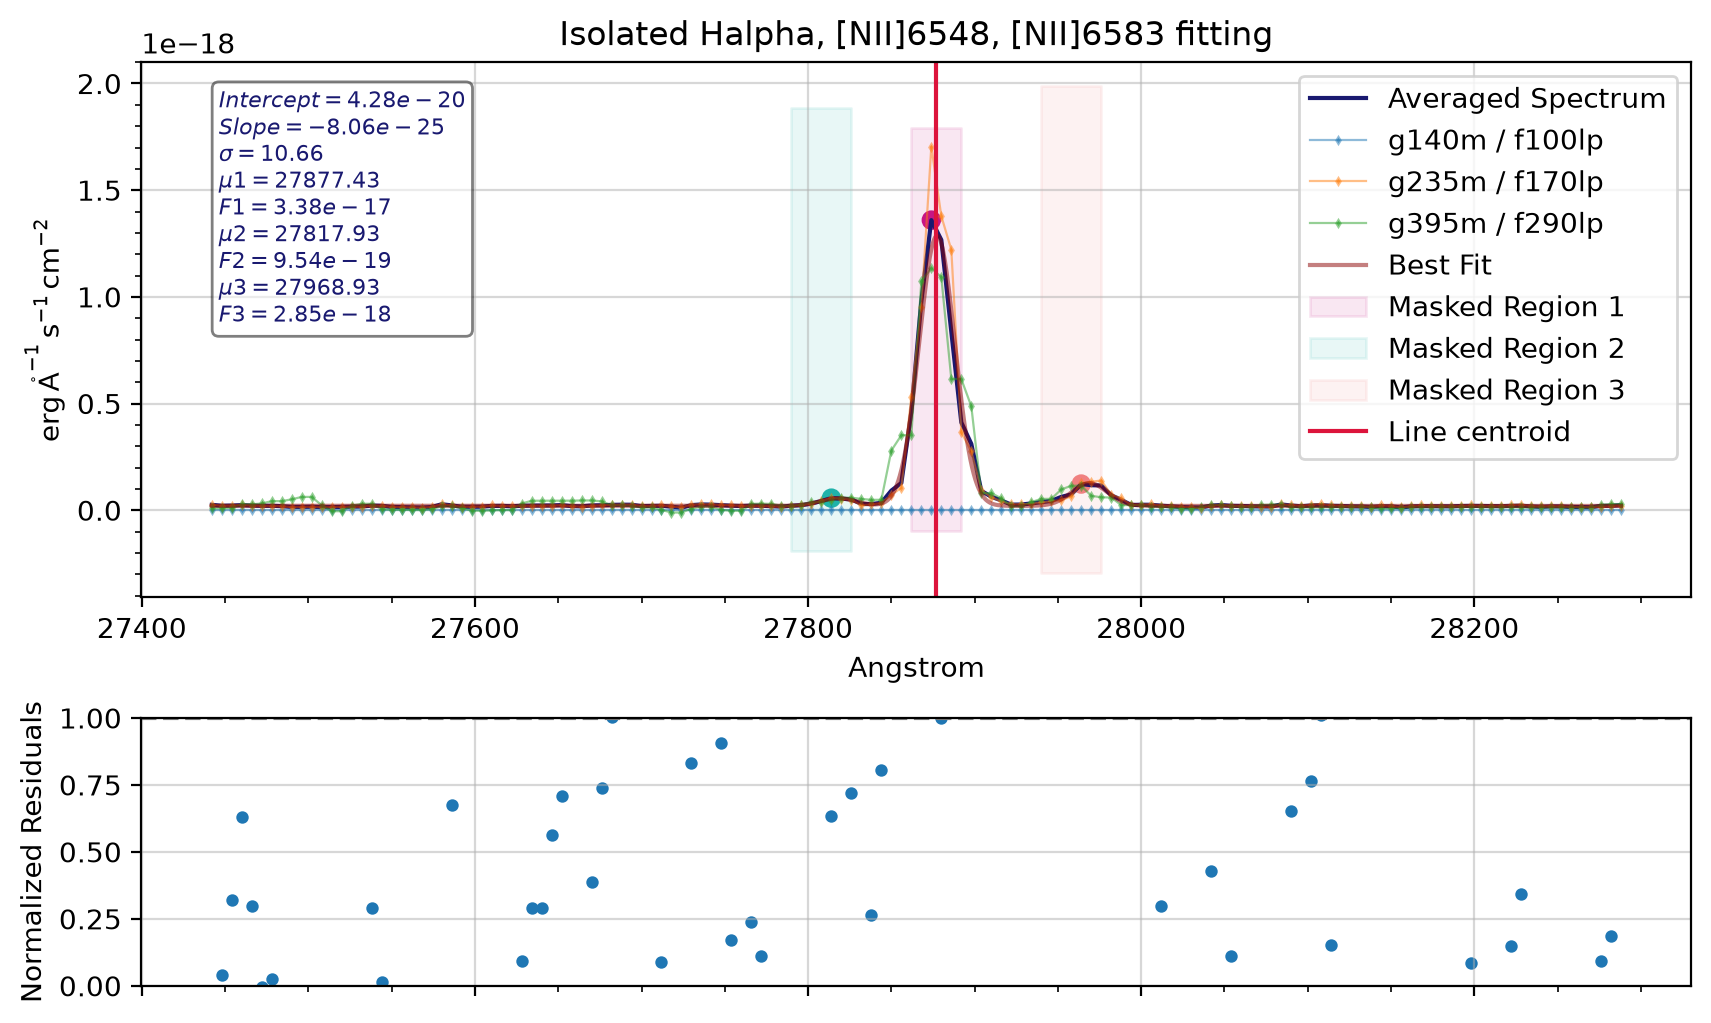 Isolated Halpha, [NII]6548, [NII]6583 fitting
1e−18
2.0
1.5
1.0
0.5
0.0
erg Å⁻¹ s⁻¹ cm⁻²
Intercept = 4.28e − 20
Slope = −8.06e − 25
σ = 10.66
μ1 = 27877.43
F1 = 3.38e − 17
μ2 = 27817.93
F2 = 9.54e − 19
μ3 = 27968.93
F3 = 2.85e − 18
Averaged Spectrum
g140m / f100lp
g235m / f170lp
g395m / f290lp
Best Fit
Masked Region 1
Masked Region 2
Masked Region 3
Line centroid
27400 27600 27800 28000 28200
Angstrom
Normalized Residuals
1.00
0.75
0.50
0.25
0.00